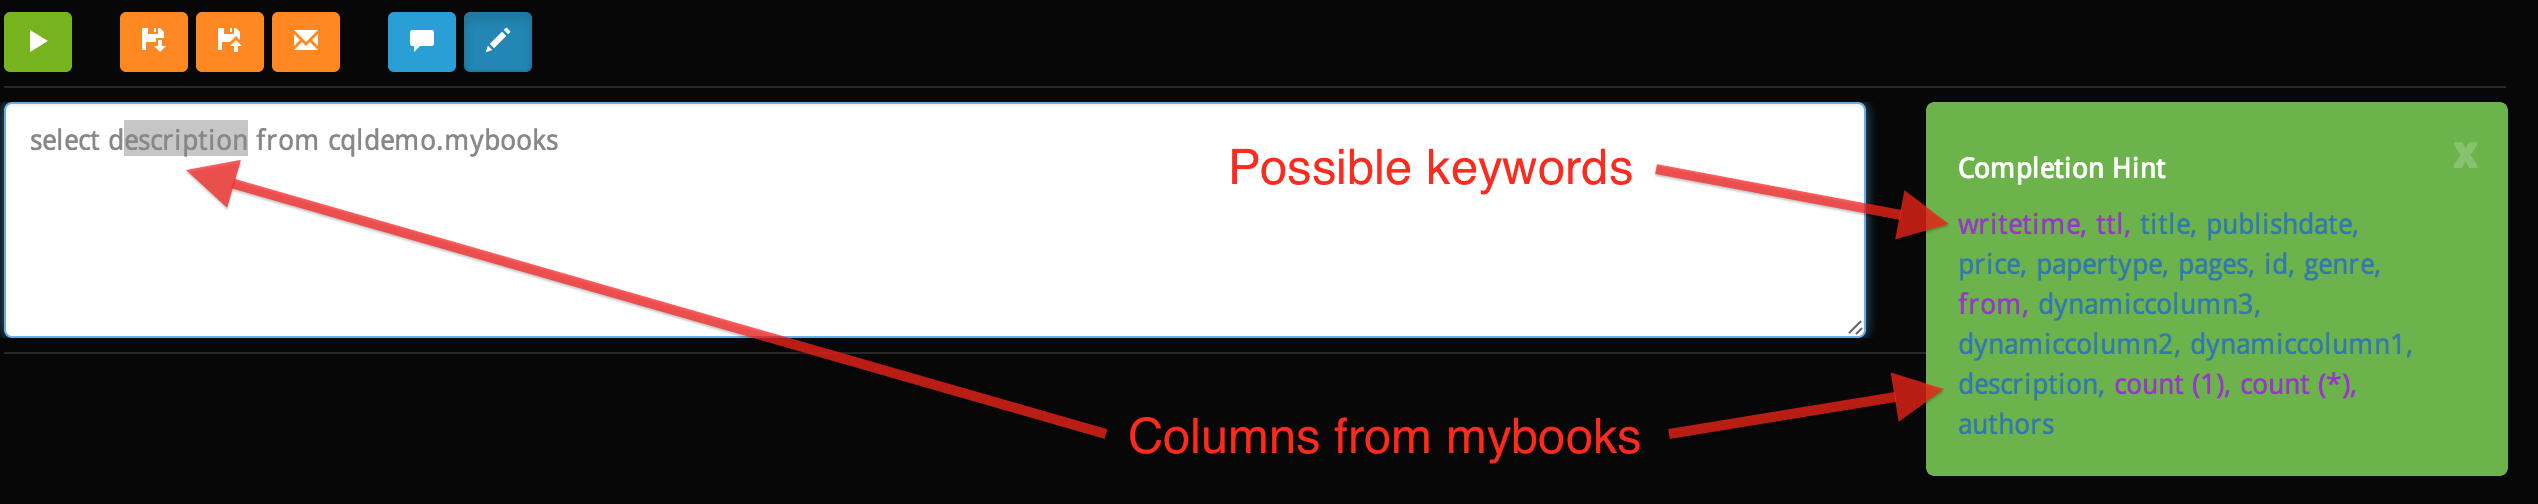 select description from cqldemo.mybooks
Possible keywords
Columns from mybooks
X
Completion Hint
writetime, ttl, title, publishdate,
price, papertype, pages, id, genre,
from, dynamiccolumn3,
dynamiccolumn2, dynamiccolumn1,
description, count (1), count (*),
authors